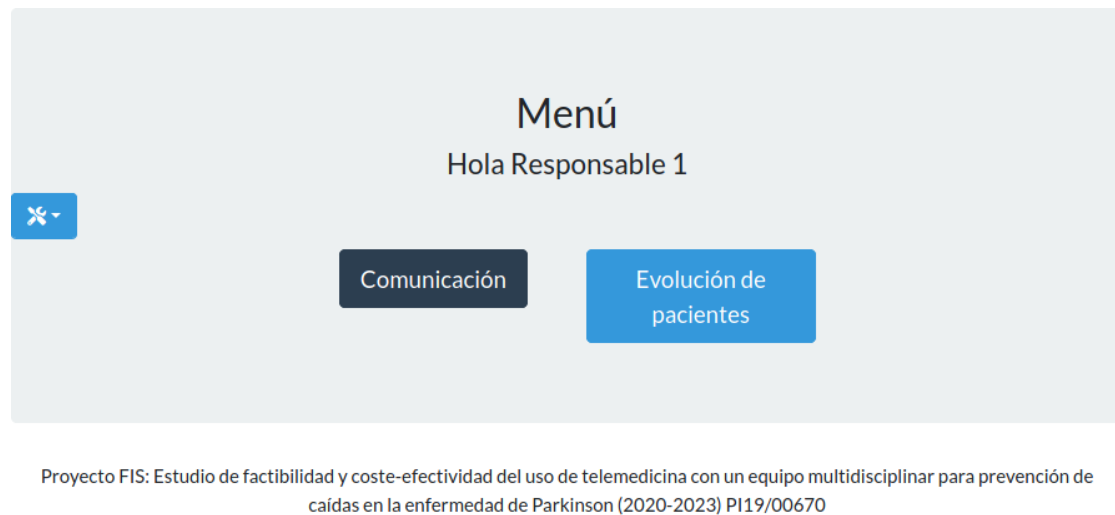 Menú
Hola Responsable 1
Comunicación
Evolución de
pacientes
Proyecto FIS: Estudio de factibilidad y coste-efectividad del uso de telemedicina con un equipo multidisciplinar para prevención de
caídas en la enfermedad de Parkinson (2020-2023) PI19/00670